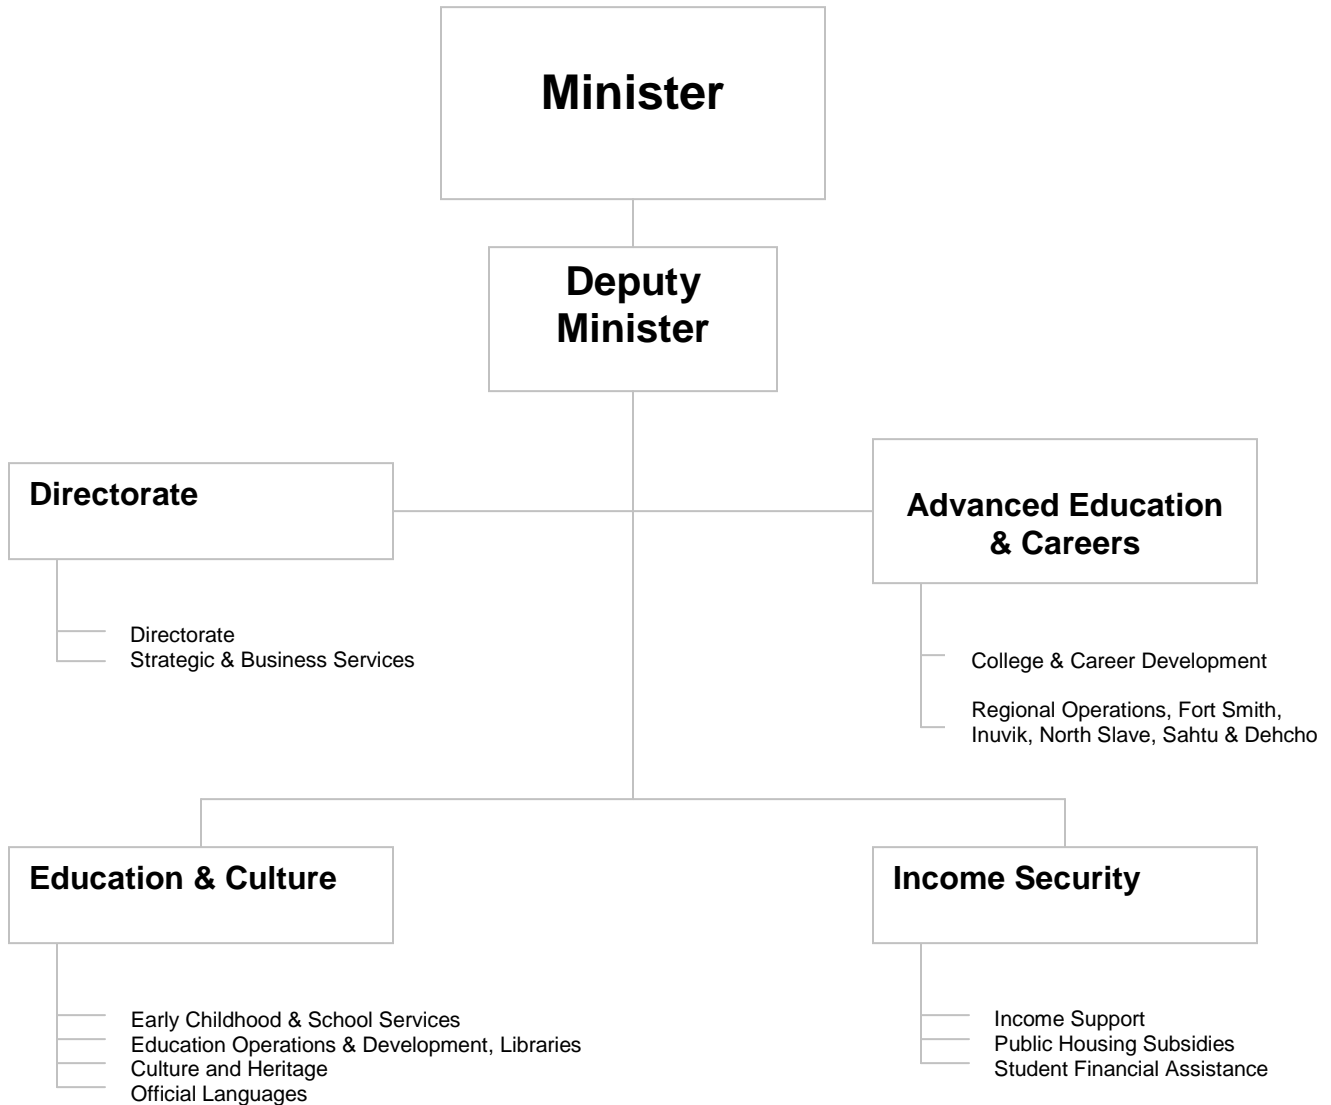 Minister
Deputy
Minister
Directorate
Advanced Education
& Careers
Directorate
Strategic & Business Services
College & Career Development
Regional Operations, Fort Smith,
Inuvik, North Slave, Sahtu & Dehcho
Education & Culture
Income Security
Early Childhood & School Services
Education Operations & Development, Libraries
Culture and Heritage
Official Languages
Income Support
Public Housing Subsidies
Student Financial Assistance